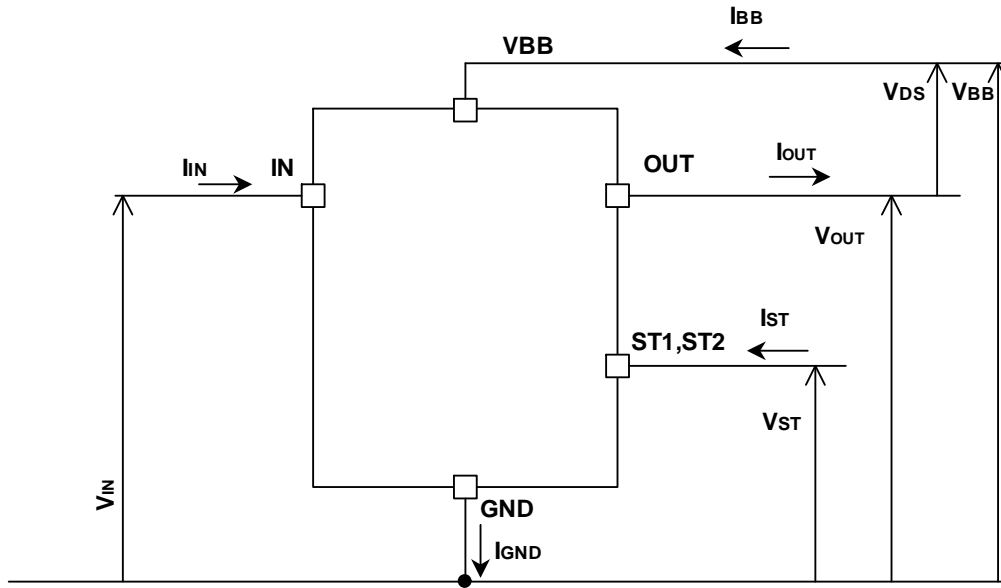 IBB
VBB
VDS VBB
IIN IN OUT IOUT
VOUT
ST1,ST2 IST
VST
VIN
GND
IGND